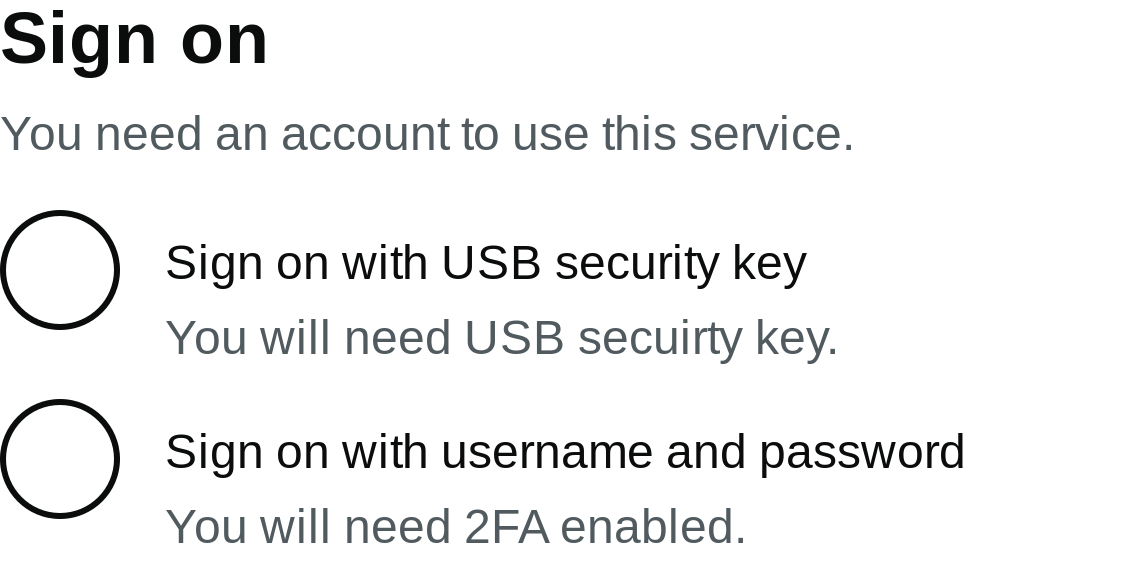 Sign on
You need an account to use this service.
Sign on with USB security key
You will need USB secuirty key.
Sign on with username and password
You will need 2FA enabled.